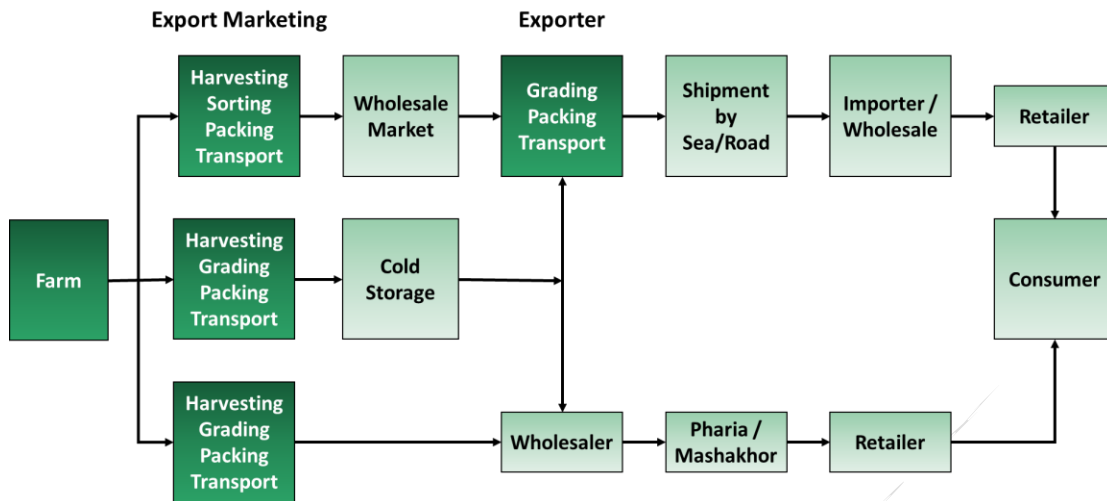 Export Marketing
Exporter
Harvesting
Sorting
Packing
Transport
Wholesale
Market
Grading
Packing
Transport
Shipment
by
Sea/Road
Importer /
Wholesale
Retailer
Farm
Harvesting
Grading
Packing
Transport
Cold
Storage
Consumer
Harvesting
Grading
Packing
Transport
Wholesaler
Pharia /
Mashakhor
Retailer